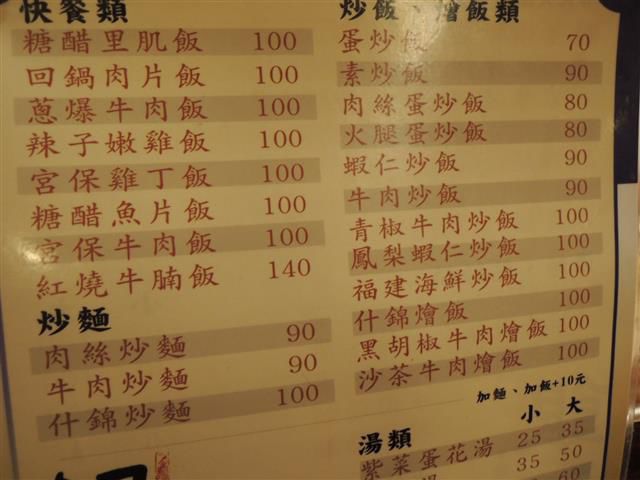 快餐類
糖醋里肌飯 100
回鍋肉片飯 100
蔥爆牛肉飯 100
辣子嫩雞飯 100
宮保雞丁飯 100
糖醋魚片飯 100
宮保牛肉飯 100
紅燒牛腩飯 140
炒麵
肉絲炒麵 90
牛肉炒麵 90
什錦炒麵 100
炒飯、燴飯類
蛋炒飯 70
素炒飯 90
肉絲蛋炒飯 80
火腿蛋炒飯 80
蝦仁炒飯 90
牛肉炒飯 90
青椒牛肉炒飯 100
鳳梨蝦仁炒飯 100
福建海鮮炒飯 100
什錦燴飯 100
黑胡椒牛肉燴飯 100
沙茶牛肉燴飯 100
加麵、加飯+10元
湯類 小 大
紫菜蛋花湯 25 35
35 50
60